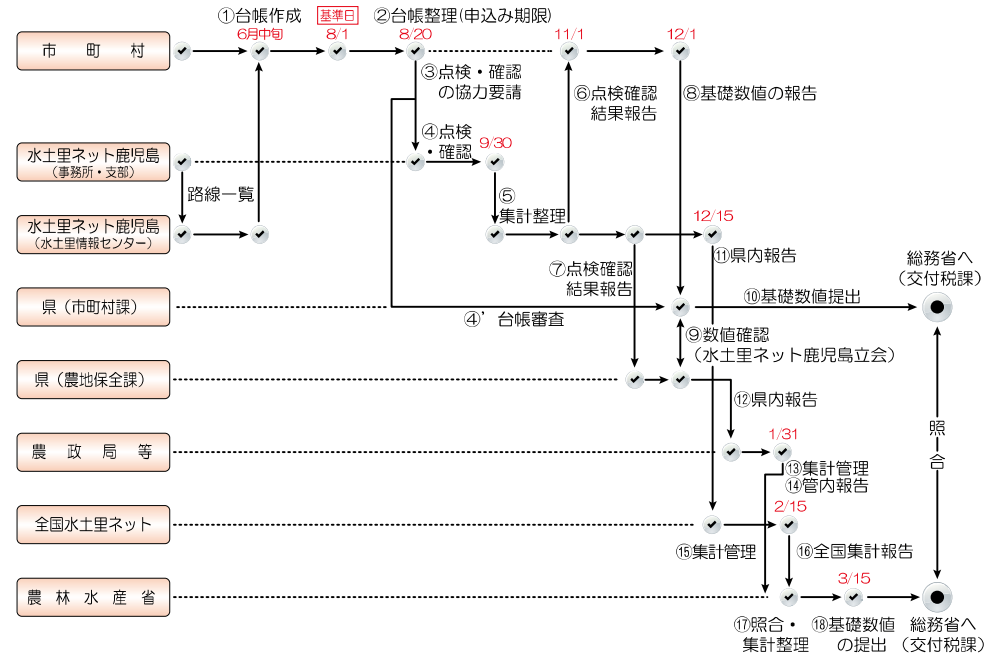 ①台帳作成
基準日
②台帳整理(申込み期限)
6月中旬
8/1
8/20
11/1
12/1
市町村
③点検・確認
の協力要請
⑥点検確認
結果報告
⑧基礎数値の報告
④点検
・確認
9/30
水土里ネット鹿児島
(事務所・支部)
路線一覧
⑤
集計整理
12/15
水土里ネット鹿児島
(水土里情報センター)
⑪県内報告
⑦点検確認
結果報告
総務省へ
(交付税課)
⑩基礎数値提出
県(市町村課)
④’台帳審査
⑨数値確認
(水土里ネット鹿児島立会)
県(農地保全課)
⑫県内報告
照
合
1/31
農政局等
⑬集計管理
⑭管内報告
2/15
全国水土里ネット
⑮集計管理
⑯全国集計報告
3/15
農林水産省
⑰照合・
集計整理
⑱基礎数値
の提出
総務省へ
(交付税課)